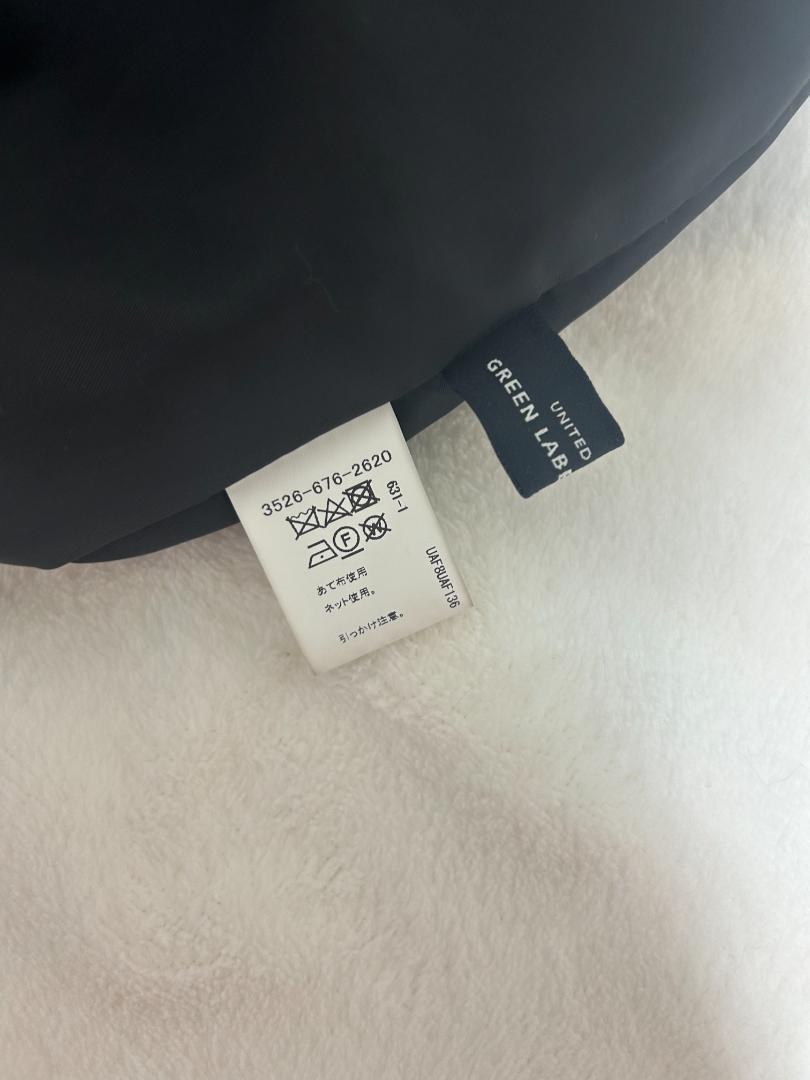 3526-676-2620
631-1
F
W
あて布使用
ネット使用。
引っかけ注意。
UAF8UAF136
UNITED
GREEN LABE